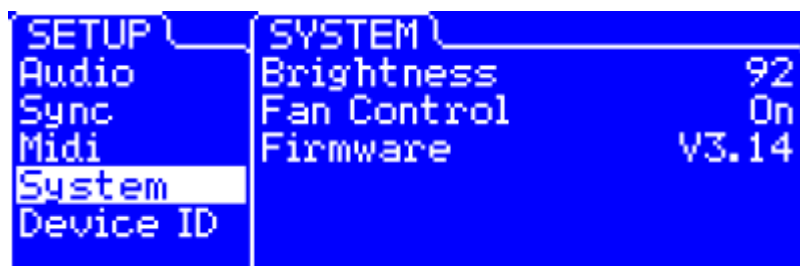 SETUP
Audio
Sync
Midi
System
Device ID
SYSTEM
Brightness 92
Fan Control On
Firmware V3.14